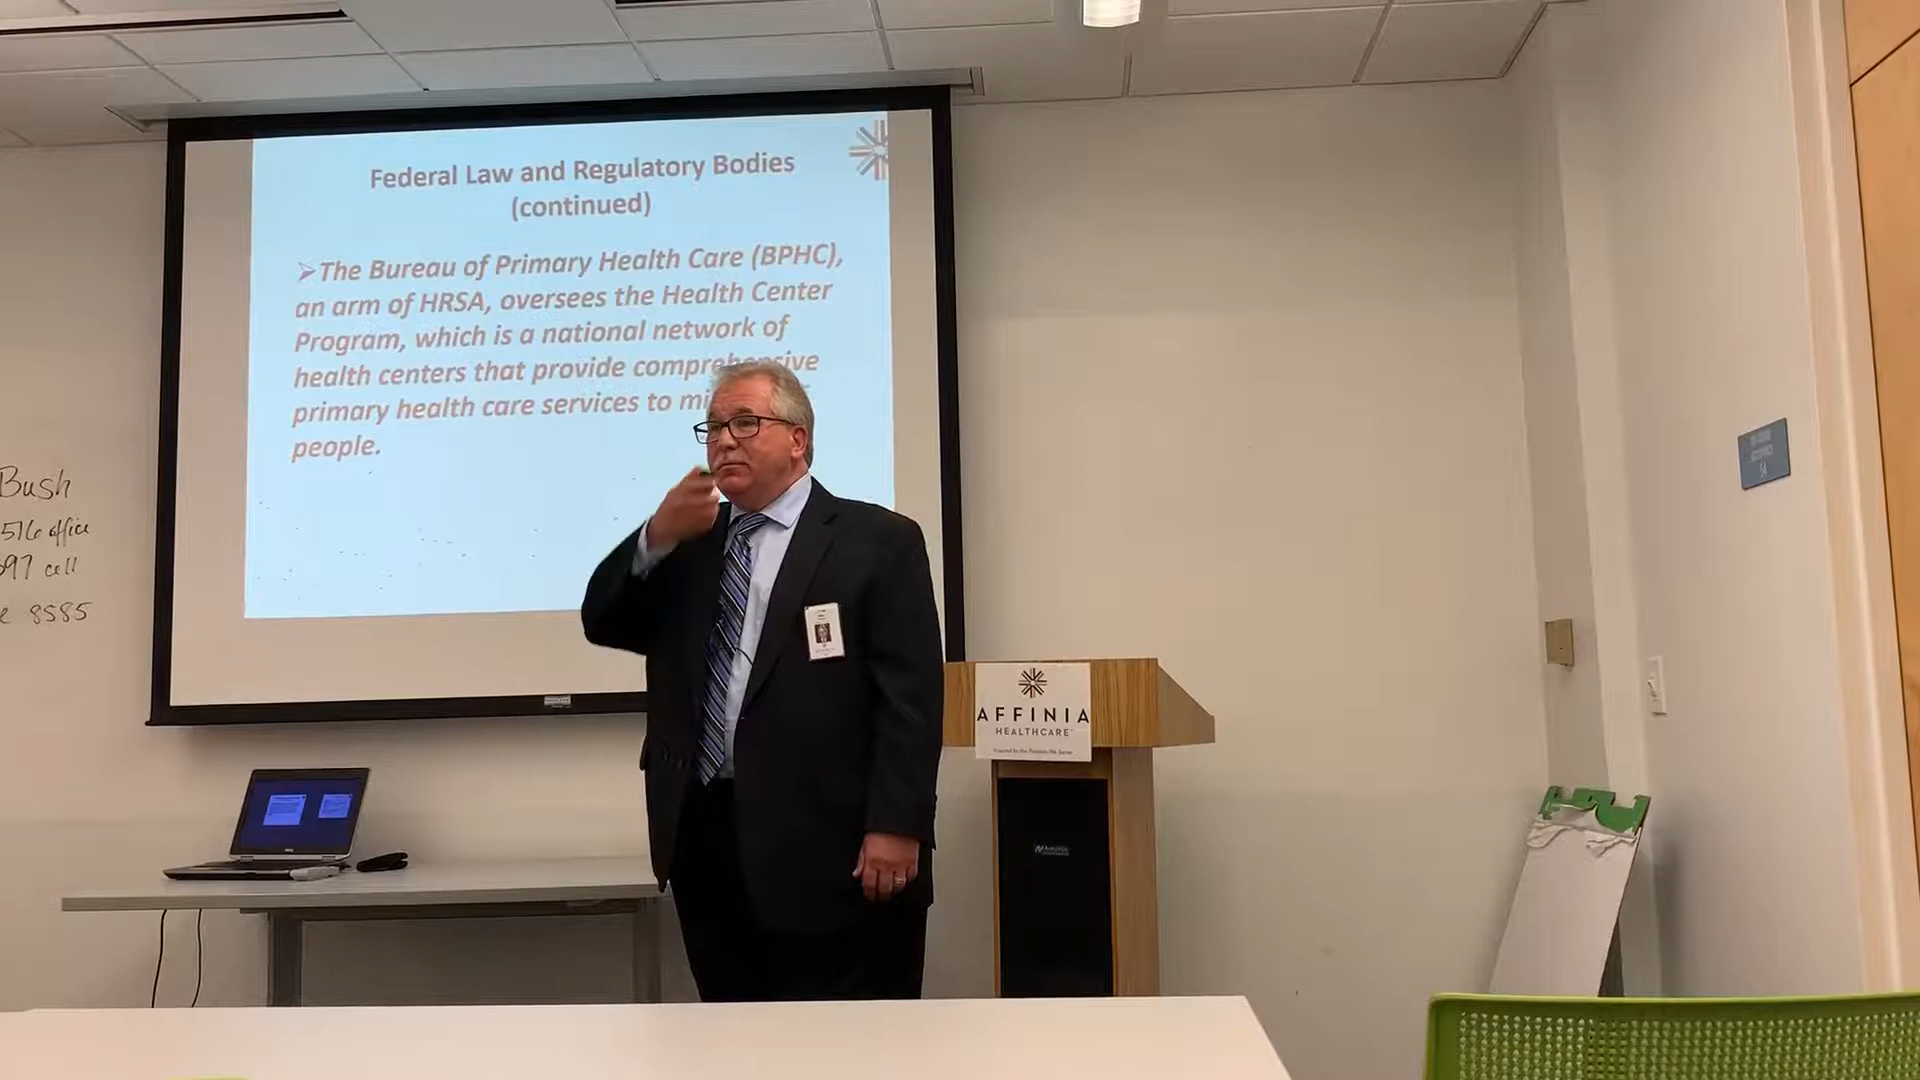 Federal Law and Regulatory Bodies
(continued)
➢The Bureau of Primary Health Care (BPHC),
an arm of HRSA, oversees the Health Center
Program, which is a national network of
health centers that provide comprehensive
primary health care services to mi
people.
Bush
516 office
97 cell
8585
AFFINIA
HEALTHCARE